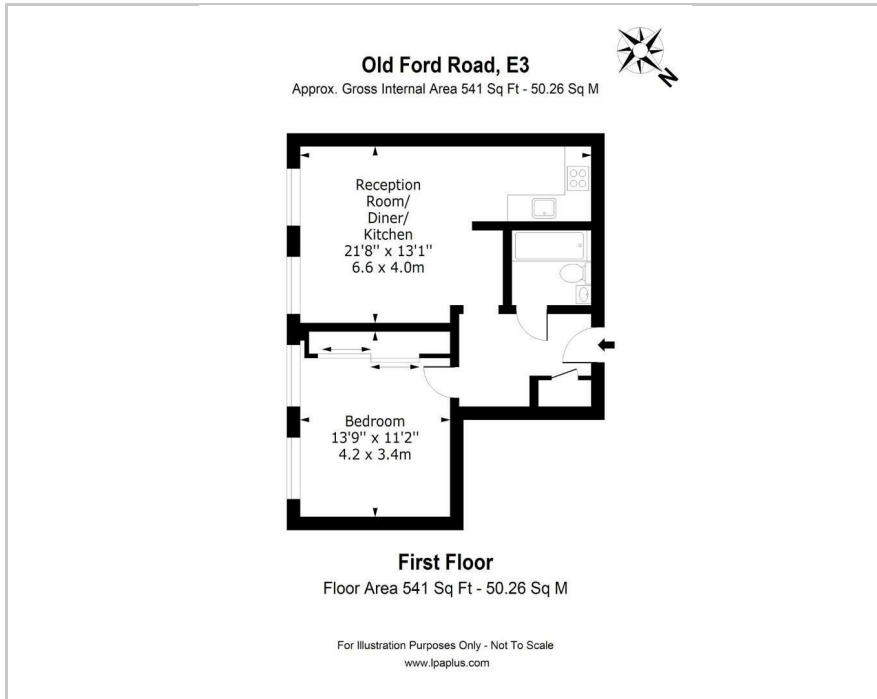 Old Ford Road, E3
Approx. Gross Internal Area 541 Sq Ft - 50.26 Sq M
N
Reception
Room/
Diner/
Kitchen
21'8'' x 13'1''
6.6 x 4.0m
Bedroom
13'9'' x 11'2''
4.2 x 3.4m
First Floor
Floor Area 541 Sq Ft - 50.26 Sq M
For Illustration Purposes Only - Not To Scale
www.lpaplus.com